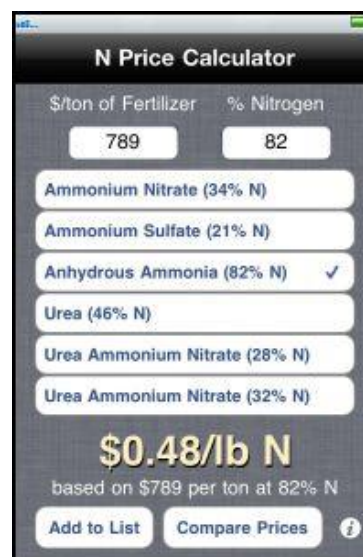 N Price Calculator
$/ton of Fertilizer % Nitrogen
789 82
Ammonium Nitrate (34% N)
Ammonium Sulfate (21% N)
Anhydrous Ammonia (82% N) ✓
Urea (46% N)
Urea Ammonium Nitrate (28% N)
Urea Ammonium Nitrate (32% N)
$0.48/lb N
based on $789 per ton at 82% N
Add to List Compare Prices i